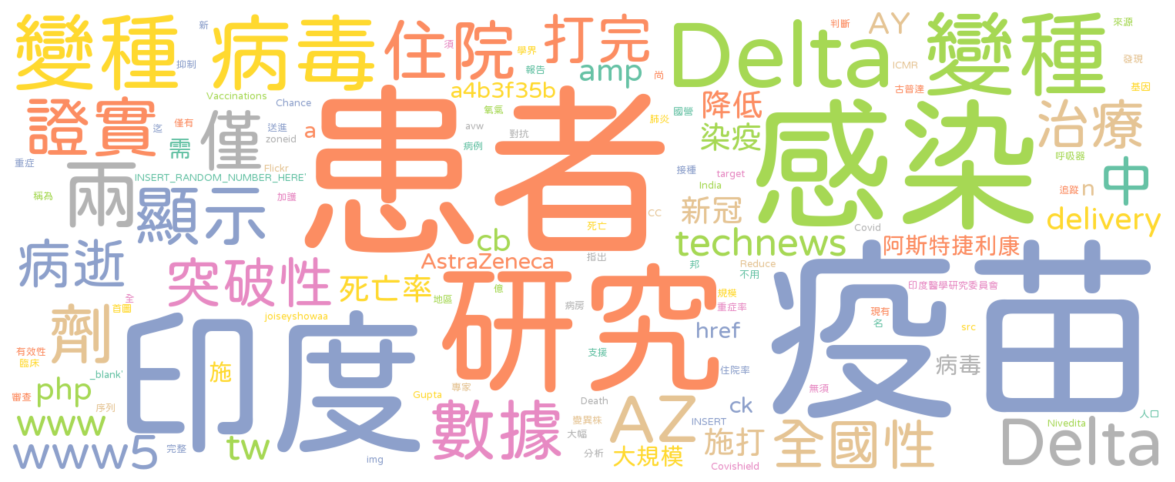 變種
病毒
新
抑制
住院
須
學界
打完
報告
amp
尚
Delta
判斷
AY
ICMR
古普達
變種
來源
發現
基因
證實
Vaccinations
Chance
a4b3f35b
氧氣
肺炎
國營
降低
治療
迄
僅有
送進
zoneid
a
avw
對抗
病例
染疫
感染
呼吸器
重症
兩
需
僅
Flickr
患者
接種
target
India
追蹤
n
中
INSERT_RANDOM_NUMBER_HERE'
稱為
加護
顯示
死亡
CC
新冠
Covid
delivery
病逝
cb
指出
technews
阿斯特捷利康
突破性
AstraZeneca
邦
Reduce
不用
印度醫學研究委員會
全
首圖
死亡率
地區
億
病房
規模
重症率
疫苗
劑
joiseyshowaa
研究
href
現有
名
src
有效性
臨床
印度
施
支援
住院率
病毒
_blank'
審查
php
序列
專家
Gupta
無須
www
數據
Death
變異株
AZ
INSERT
ck
人口
Nivedita
www5
完整
tw
img
大幅
分析
大規模
施打
Covishield
全國性
Delta